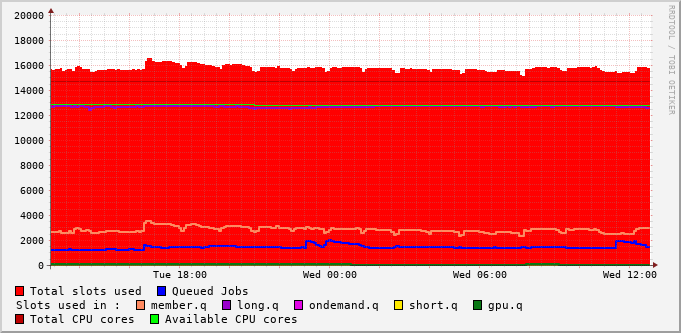 20000
18000
16000
14000
12000
10000
8000
6000
4000
2000
0
Tue 18:00 Wed 00:00 Wed 06:00 Wed 12:00
RRDTOOL / TOBI OETIKER
Total slots used Queued Jobs
Slots used in : member.q long.q ondemand.q short.q gpu.q
Total CPU cores Available CPU cores